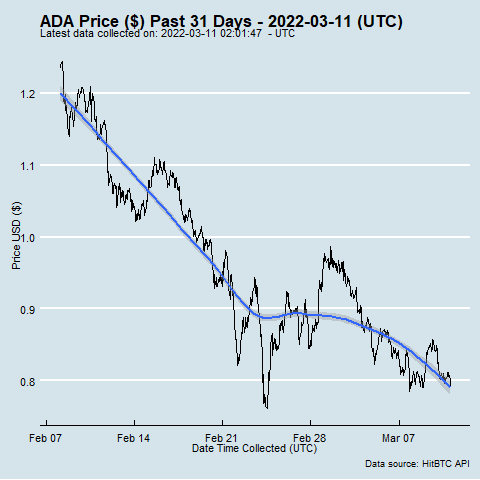 ADA Price ($) Past 31 Days - 2022-03-11 (UTC)
Latest data collected on: 2022-03-11 02:01:47 - UTC
1.2
1.1
1.0
0.9
0.8
Price USD ($)
Feb 07 Feb 14 Feb 21 Feb 28 Mar 07
Date Time Collected (UTC)
Data source: HitBTC API